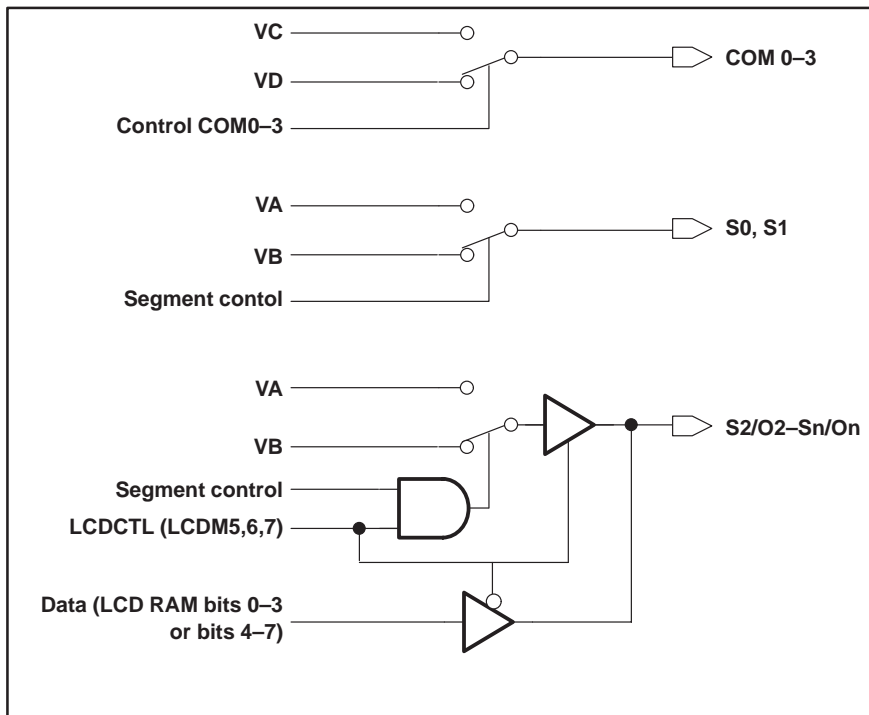 VC
COM 0–3
VD
Control COM0–3
VA
S0, S1
VB
Segment contol
VA
S2/O2–Sn/On
VB
Segment control
LCDCTL (LCDM5,6,7)
Data (LCD RAM bits 0–3
or bits 4–7)